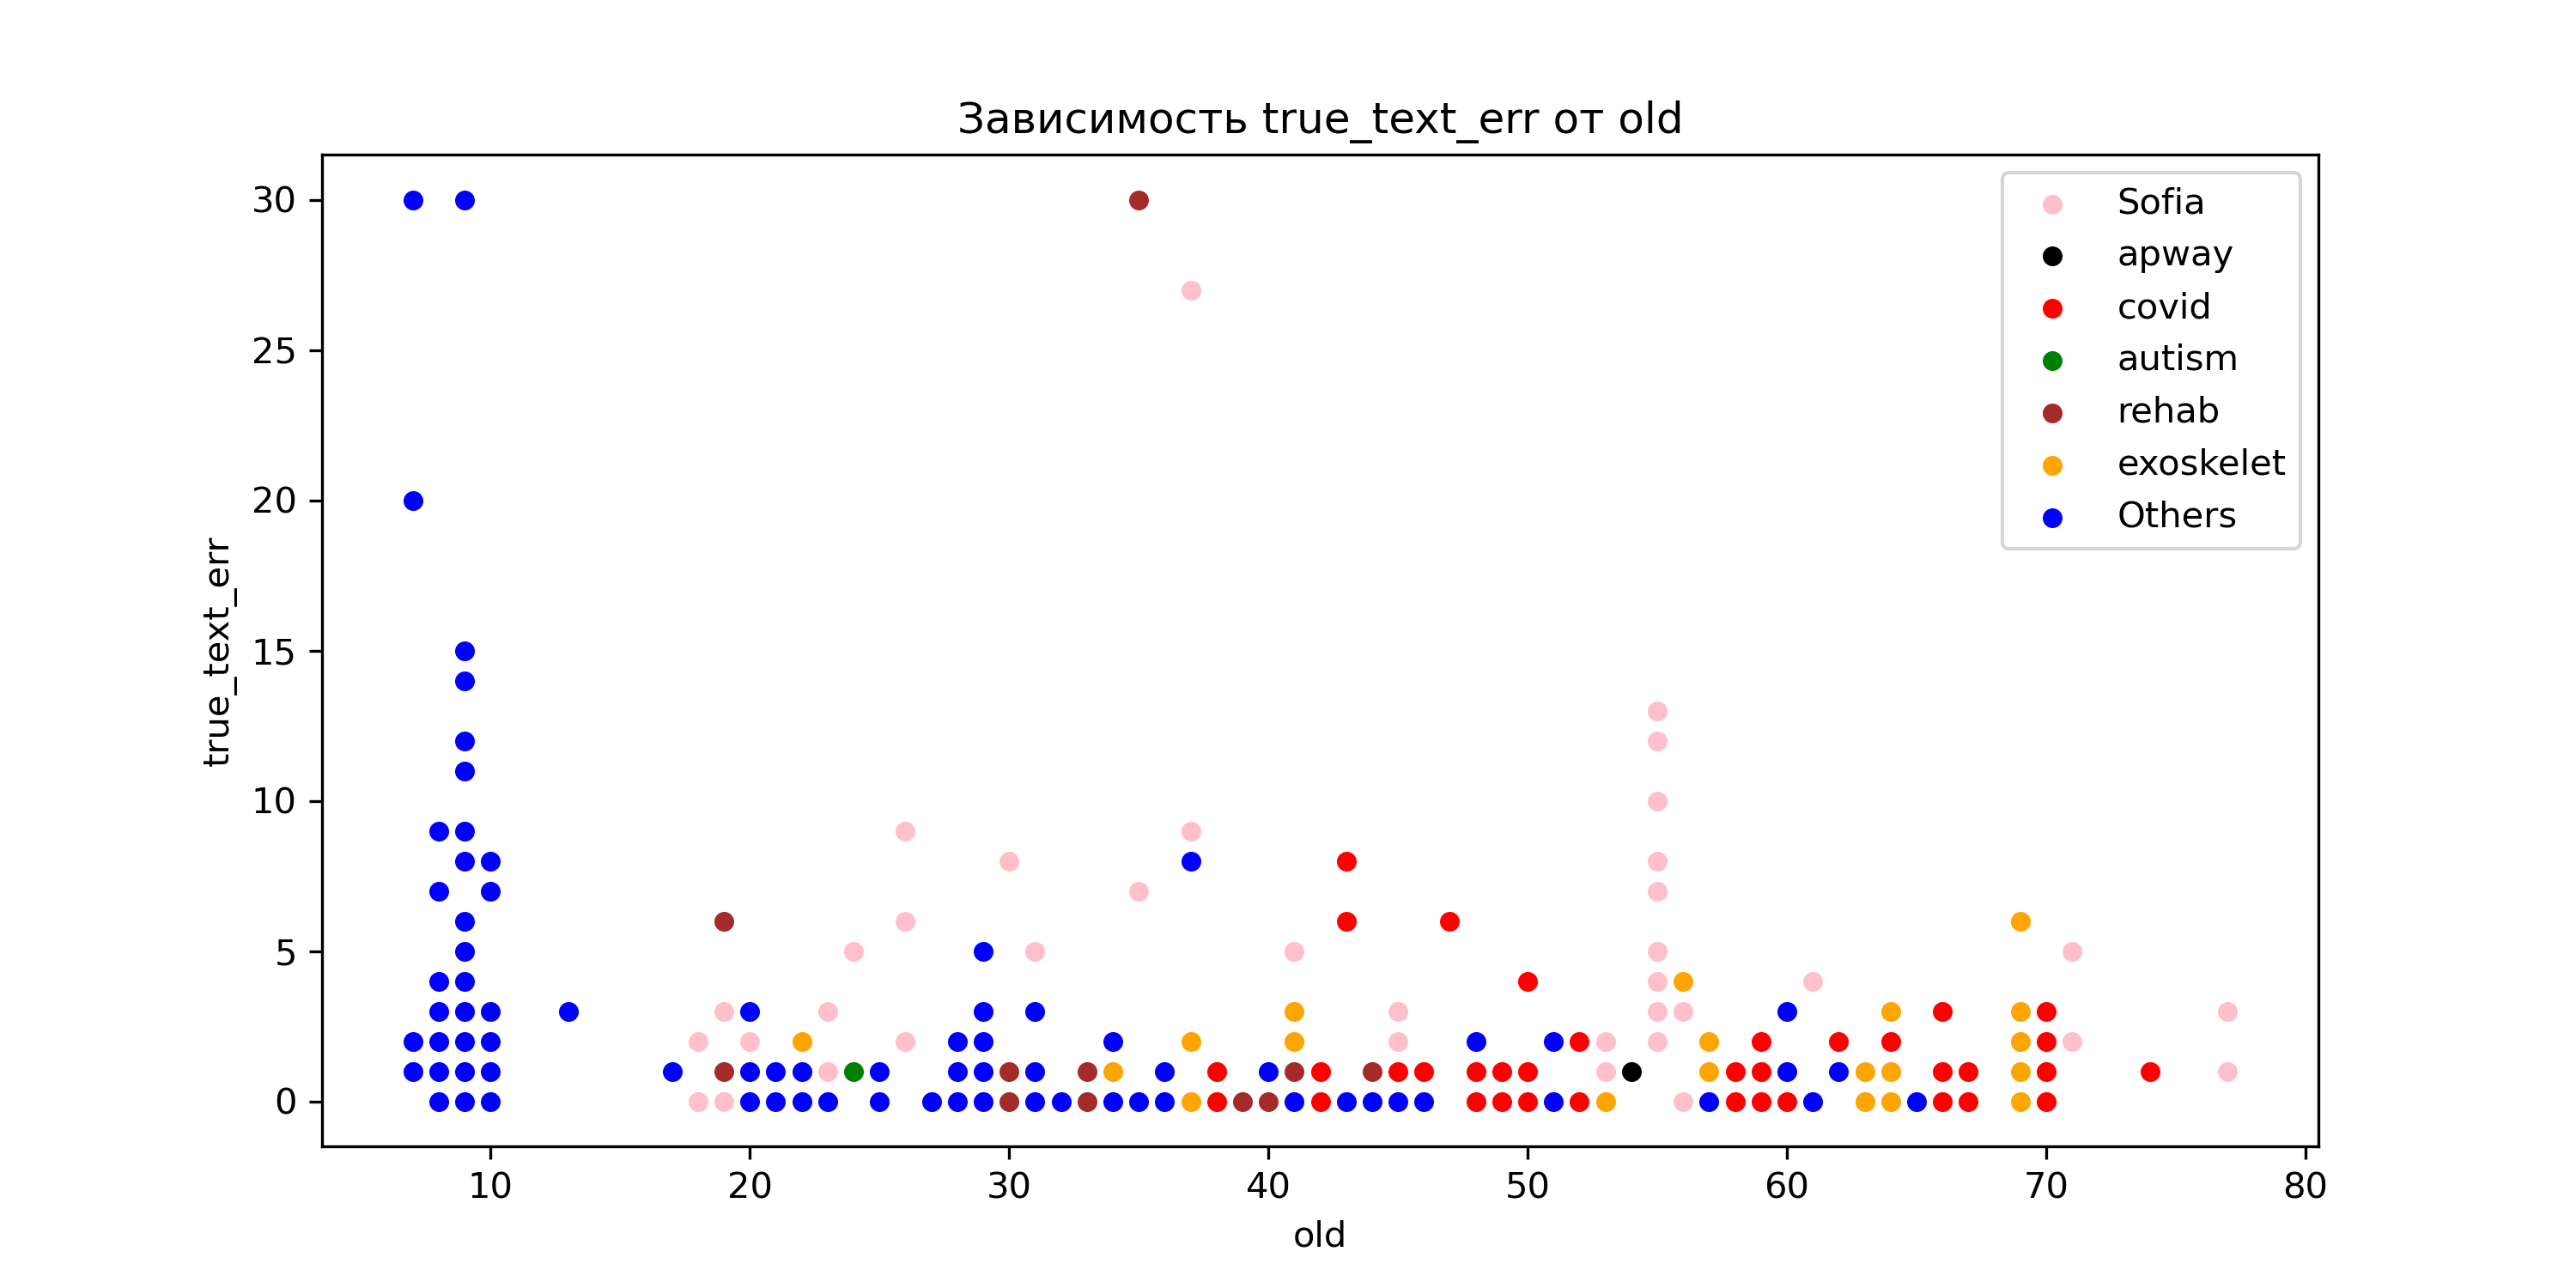 Зависимость true_text_err от old
true_text_err
30
25
20
15
10
5
0
10 20 30 40 50 60 70 80
old
Sofia
apway
covid
autism
rehab
exoskelet
Others